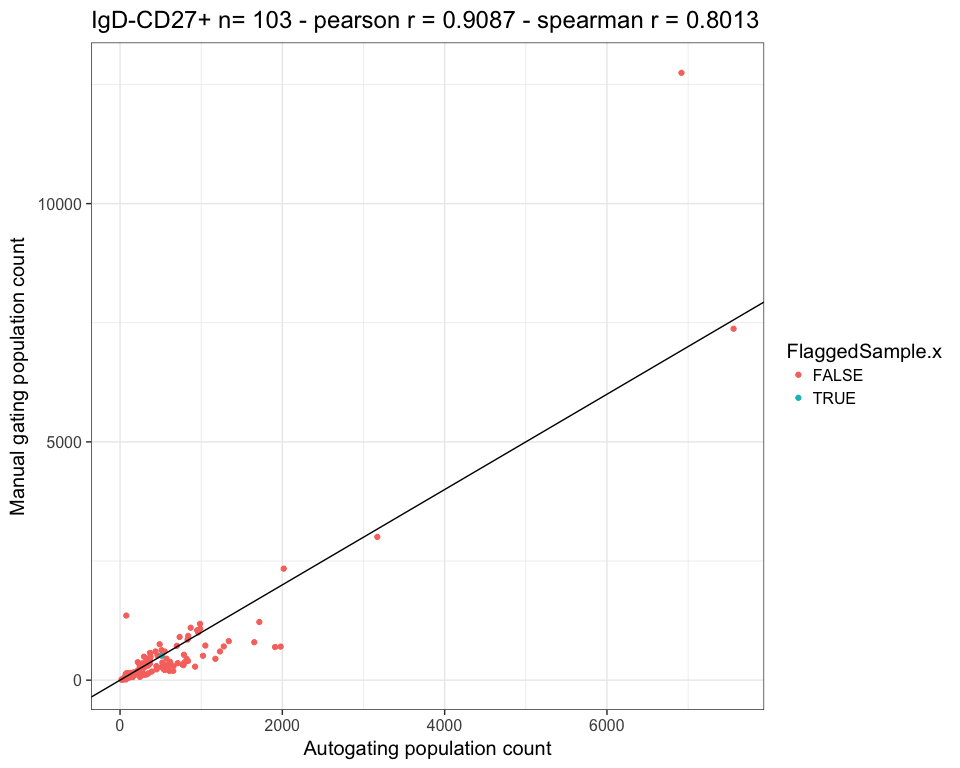 IgD-CD27+ n= 103 - pearson r = 0.9087 - spearman r = 0.8013
Manual gating population count
10000
5000
0
0 2000 4000 6000
Autogating population count
FlaggedSample.x
FALSE
TRUE